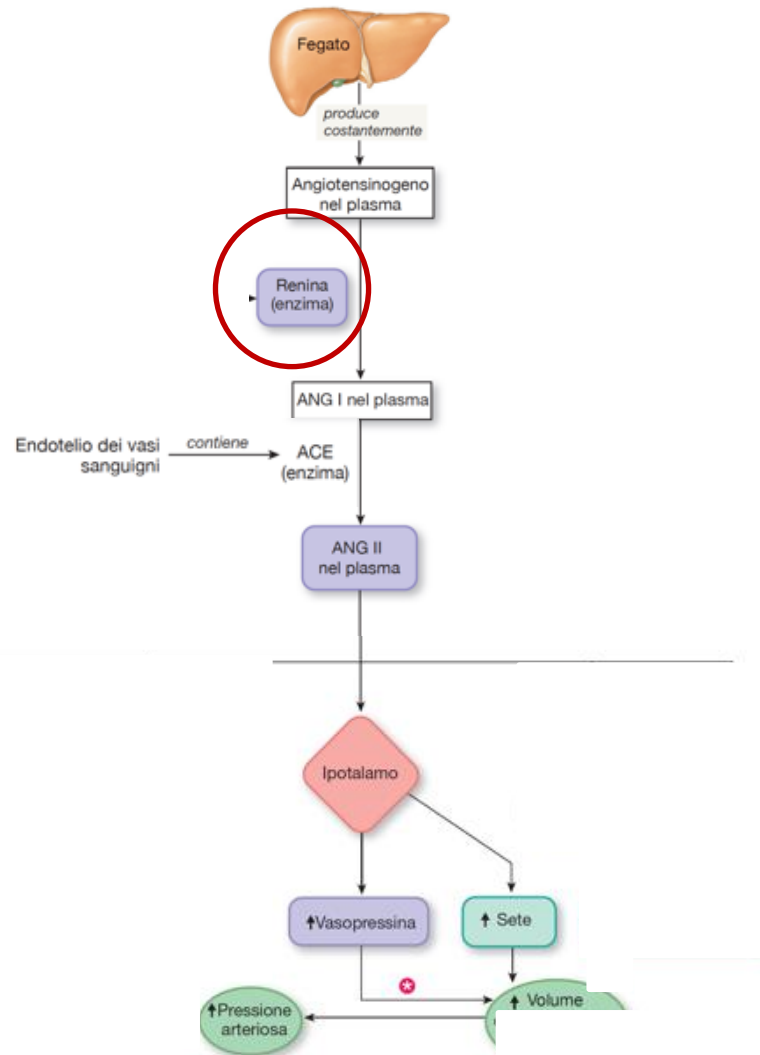 Fegato
produce
costantemente
Angiotensinogeno
nel plasma
Renina
(enzima)
ANG I nel plasma
Endotelio dei vasi
sanguigni
contiene
ACE
(enzima)
ANG II
nel plasma
Ipotalamo
↑Vasopressina
↑ Sete
*
↑ Volume
↑Pressione
arteriosa